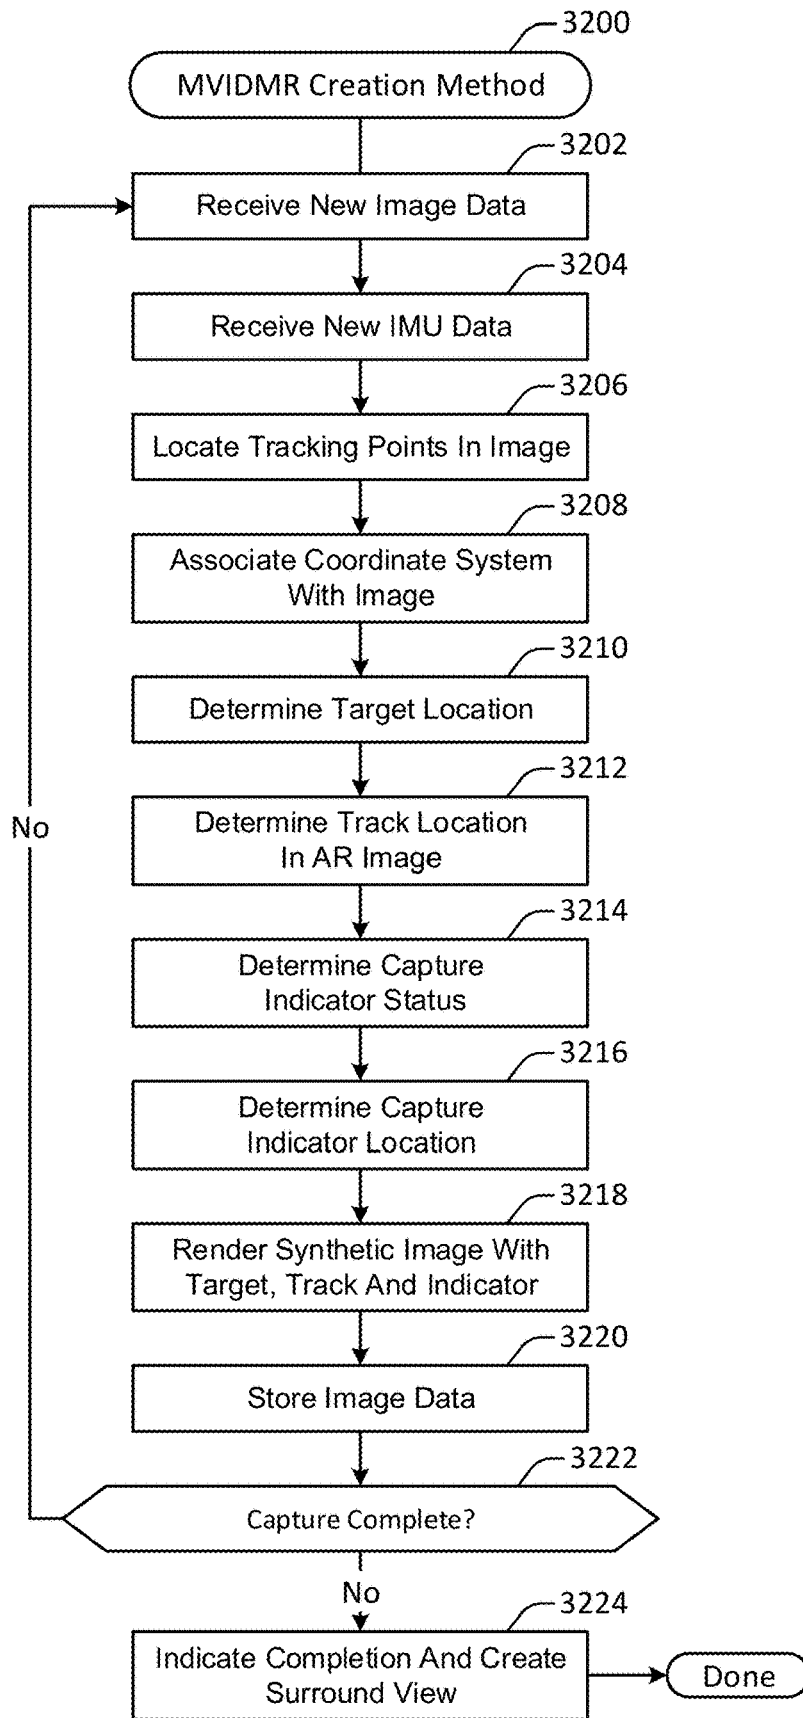 3200
MVIDMR Creation Method
3202
Receive New Image Data
3204
Receive New IMU Data
3206
Locate Tracking Points In Image
3208
Associate Coordinate System
With Image
3210
Determine Target Location
3212
Determine Track Location
In AR Image
No
3214
Determine Capture
Indicator Status
3216
Determine Capture
Indicator Location
3218
Render Synthetic Image With
Target, Track And Indicator
3220
Store Image Data
3222
Capture Complete?
No
3224
Indicate Completion And Create
Surround View
Done